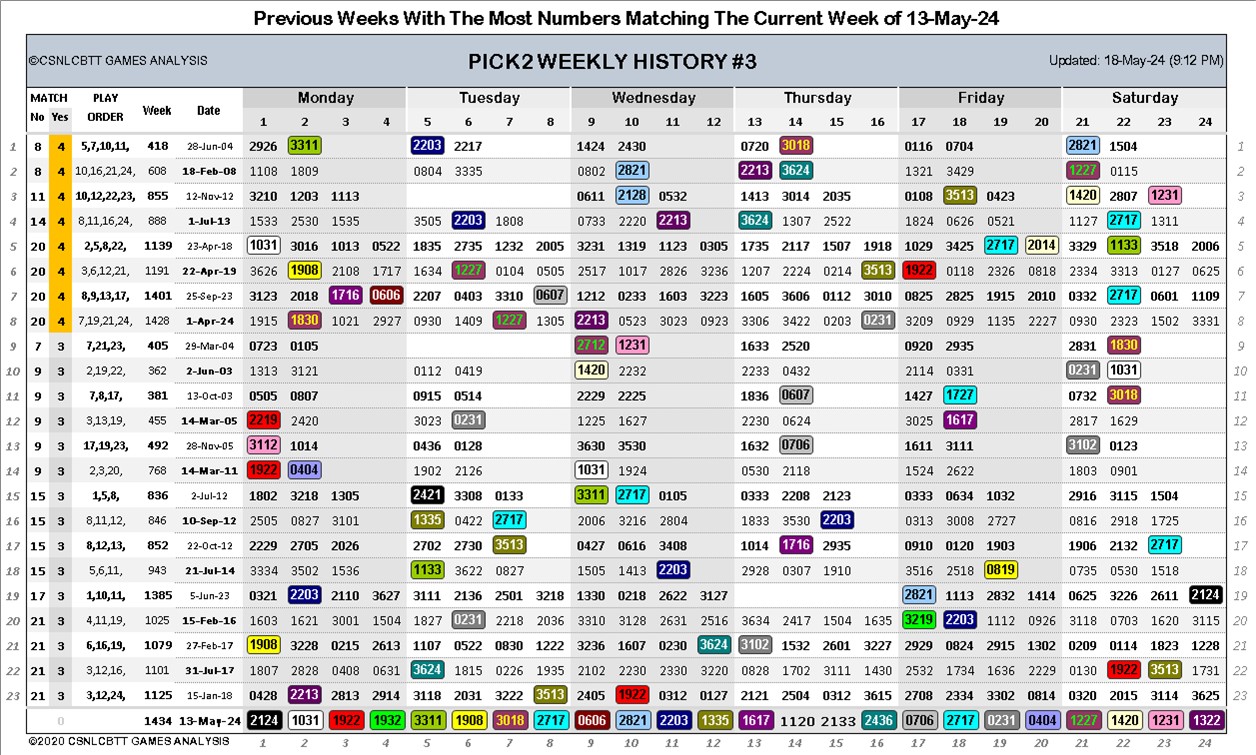 Previous Weeks With The Most Numbers Matching The Current Week of 13-May-24
©CSNLCBTT GAMES ANALYSIS PICK2 WEEKLY HISTORY #3 Updated: 18-May-24 (9:12 PM)
MATCH PLAY Week Date Monday Tuesday Wednesday Thursday Friday Saturday
No Yes ORDER 1 2 3 4 5 6 7 8 9 10 11 12 13 14 15 16 17 18 19 20 21 22 23 24
1 8 4 5,7,10,11, 418 28-Jun-04 2926 3311 2203 2217 1424 2430 0720 3018 0116 0704 2821 1504 1
2 8 4 10,16,21,24, 608 18-Feb-08 1108 1809 0804 3335 0802 2821 2213 3624 1321 3429 1227 0115 2
3 11 4 10,12,22,23, 855 12-Nov-12 3210 1203 1113 0611 2128 0532 1413 3014 2035 0108 3513 0423 1420 2807 1231 3
4 14 4 8,11,16,24, 888 1-Jul-13 1533 2530 1535 3505 2203 1808 0733 2220 2213 3624 1307 2522 1824 0626 0521 1127 2717 1311 4
5 20 4 2,5,8,22, 1139 23-Apr-18 1031 3016 1013 0522 1835 2735 1232 2005 3231 1319 1123 0305 1735 2117 1507 1918 1029 3425 2717 2014 3329 1133 3518 2006 5
6 20 4 3,6,12,21, 1191 22-Apr-19 3626 1908 2108 1717 1634 1227 0104 0505 2517 1017 2826 3236 1207 2224 0214 3513 1922 0118 2326 0818 2334 3313 0127 0625 6
7 20 4 8,9,13,17, 1401 25-Sep-23 3123 2018 1716 0606 2207 0403 3310 0607 1212 0233 1603 3223 1605 3606 0112 3010 0825 2825 1915 2010 0332 2717 0601 1109 7
8 20 4 7,19,21,24, 1428 1-Apr-24 1915 1830 1021 2927 0930 1409 1227 1305 2213 0523 3023 0923 3306 3422 0203 0231 3209 2929 1135 2227 0930 2323 1502 3331 8
9 7 3 7,21,23, 405 29-Mar-04 0723 0105 2712 1231 1633 2520 0920 2935 2831 1830 9
10 9 3 2,19,22, 362 2-Jun-03 1313 3121 0112 0419 1420 2232 2233 0432 2114 0331 0231 1031 10
11 9 3 7,8,17, 381 13-Oct-03 0505 0807 0915 0514 2229 2225 1836 0607 1427 1727 0732 3018 11
12 9 3 3,13,19, 455 14-Mar-05 2219 2420 3023 0231 1225 1627 2230 0624 3025 1617 2817 1629 12
13 9 3 17,19,23, 492 28-Nov-05 3112 1014 0436 0128 3630 3530 1632 0706 1611 3111 3102 0123 13
14 9 3 2,3,20, 768 14-Mar-11 1922 0404 1902 2126 1031 1924 0530 2118 1524 2622 1803 0901 14
15 15 3 1,5,8, 836 2-Jul-12 1802 3218 1305 2421 3308 0133 3311 2717 0105 0333 2208 2123 0333 0634 1032 2916 3115 1504 15
16 15 3 8,11,12, 846 10-Sep-12 2505 0827 3101 1335 0422 2717 2006 3216 2804 1833 3530 2203 0313 3008 2727 0816 2918 1725 16
17 15 3 8,12,13, 852 22-Oct-12 2229 2705 2026 2702 2730 3513 0427 0616 3408 1014 1716 2935 0910 0120 1903 1906 2132 2717 17
18 15 3 5,6,11, 943 21-Jul-14 3334 3502 1536 1133 3622 0827 1505 1413 2203 2928 0307 1910 3516 2518 0819 0735 0530 1518 18
19 17 3 1,10,11, 1385 5-Jun-23 0321 2203 2110 3627 3111 2136 2501 3218 1330 0218 2622 3127 2821 1113 2832 1414 0625 3226 2611 2124 19
20 21 3 4,11,19, 1025 15-Feb-16 1603 1621 3001 1504 1827 0231 2218 2036 3310 3128 2631 2516 3634 2417 1504 1635 3219 2203 1112 0926 3118 0703 1620 3115 20
21 21 3 6,16,19, 1079 27-Feb-17 1908 3228 0215 2613 1107 0522 0830 1222 3236 1607 0230 3624 3102 1532 2601 3227 2929 0824 2915 1302 0209 0114 1823 1228 21
22 21 3 3,12,16, 1101 31-Jul-17 1807 2828 0408 0631 3624 1815 0226 1935 2102 2230 2330 3220 0828 1702 3111 1430 2532 1734 1636 2229 0130 1922 3513 1731 22
23 21 3 3,12,24, 1125 15-Jan-18 0428 2213 2813 2914 3118 2031 3222 3513 2405 1922 0312 0127 2121 2504 0312 3615 2708 2334 3302 0814 0320 2015 3114 3625 23
0 1434 13-May-24 2124 1031 1922 1932 3311 1908 3018 2717 0606 2821 2203 1335 1617 1120 2133 2436 0706 2717 0231 0404 1227 1420 1231 1322
©2020 CSNLCBTT GAMES ANALYSIS 1 2 3 4 5 6 7 8 9 10 11 12 13 14 15 16 17 18 19 20 21 22 23 24